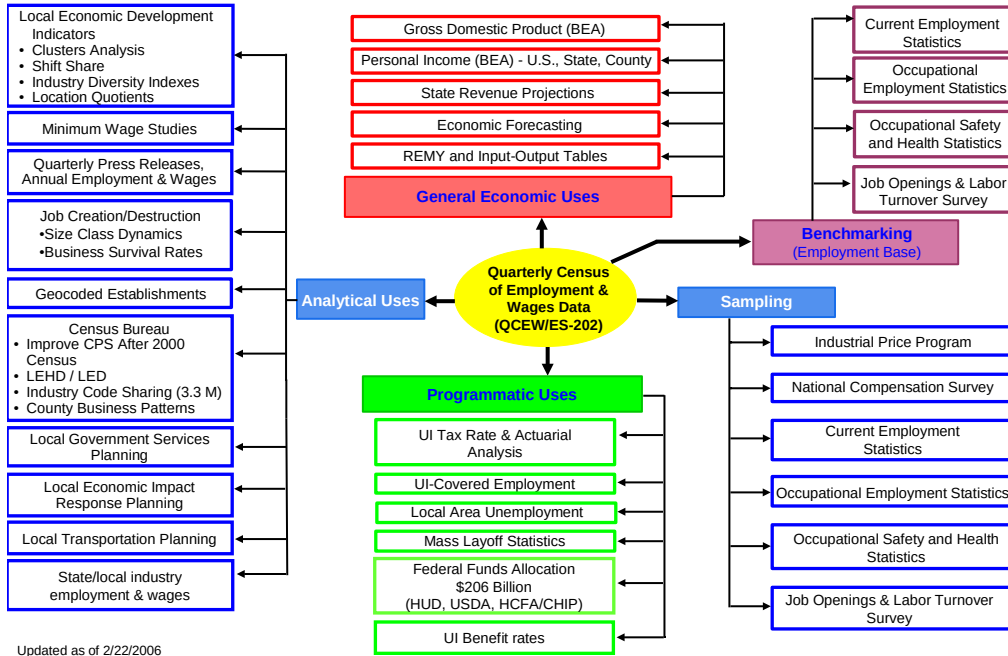 Local Economic Development
Indicators
• Clusters Analysis
• Shift Share
• Industry Diversity Indexes
• Location Quotients
Minimum Wage Studies
Quarterly Press Releases,
Annual Employment & Wages
Job Creation/Destruction
•Size Class Dynamics
•Business Survival Rates
Geocoded Establishments
Census Bureau
• Improve CPS After 2000
Census
• LEHD / LED
• Industry Code Sharing (3.3 M)
• County Business Patterns
Local Government Services
Planning
Local Economic Impact
Response Planning
Local Transportation Planning
State/local industry
employment & wages
Analytical Uses
Gross Domestic Product (BEA)
Personal Income (BEA) - U.S., State, County
State Revenue Projections
Economic Forecasting
REMY and Input-Output Tables
General Economic Uses
Quarterly Census
of Employment &
Wages Data
(QCEW/ES-202)
Programmatic Uses
UI Tax Rate & Actuarial
Analysis
UI-Covered Employment
Local Area Unemployment
Mass Layoff Statistics
Federal Funds Allocation
$206 Billion
(HUD, USDA, HCFA/CHIP)
UI Benefit rates
Current Employment
Statistics
Occupational
Employment Statistics
Occupational Safety
and Health Statistics
Job Openings & Labor
Turnover Survey
Benchmarking
(Employment Base)
Sampling
Industrial Price Program
National Compensation Survey
Current Employment
Statistics
Occupational Employment Statistics
Occupational Safety and Health
Statistics
Job Openings & Labor Turnover
Survey
Updated as of 2/22/2006